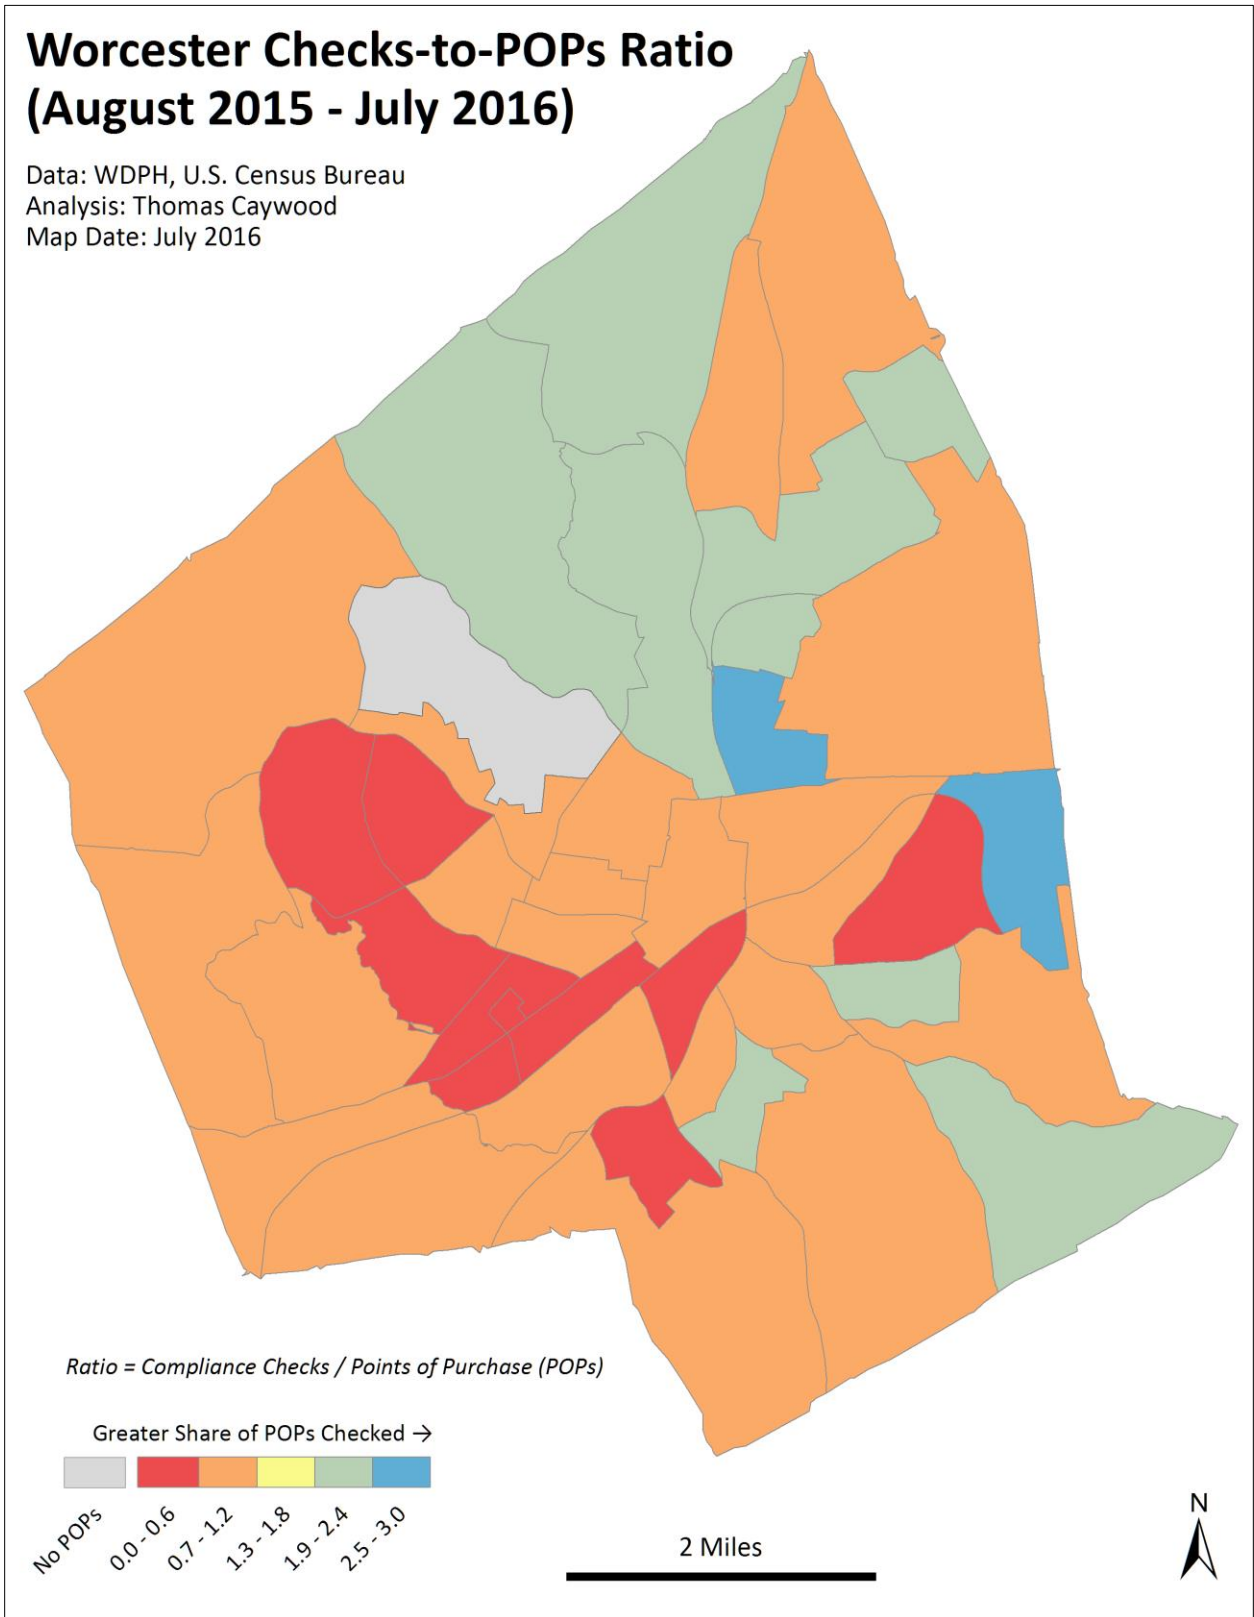 Worcester Checks-to-POPs Ratio
(August 2015 - July 2016)
Data: WDPH, U.S. Census Bureau
Analysis: Thomas Caywood
Map Date: July 2016
Ratio = Compliance Checks / Points of Purchase (POPs)
Greater Share of POPs Checked →
No POPs
0.0 - 0.6
0.7 - 1.2
1.3 - 1.8
1.9 - 2.4
2.5 - 3.0
2 Miles
N